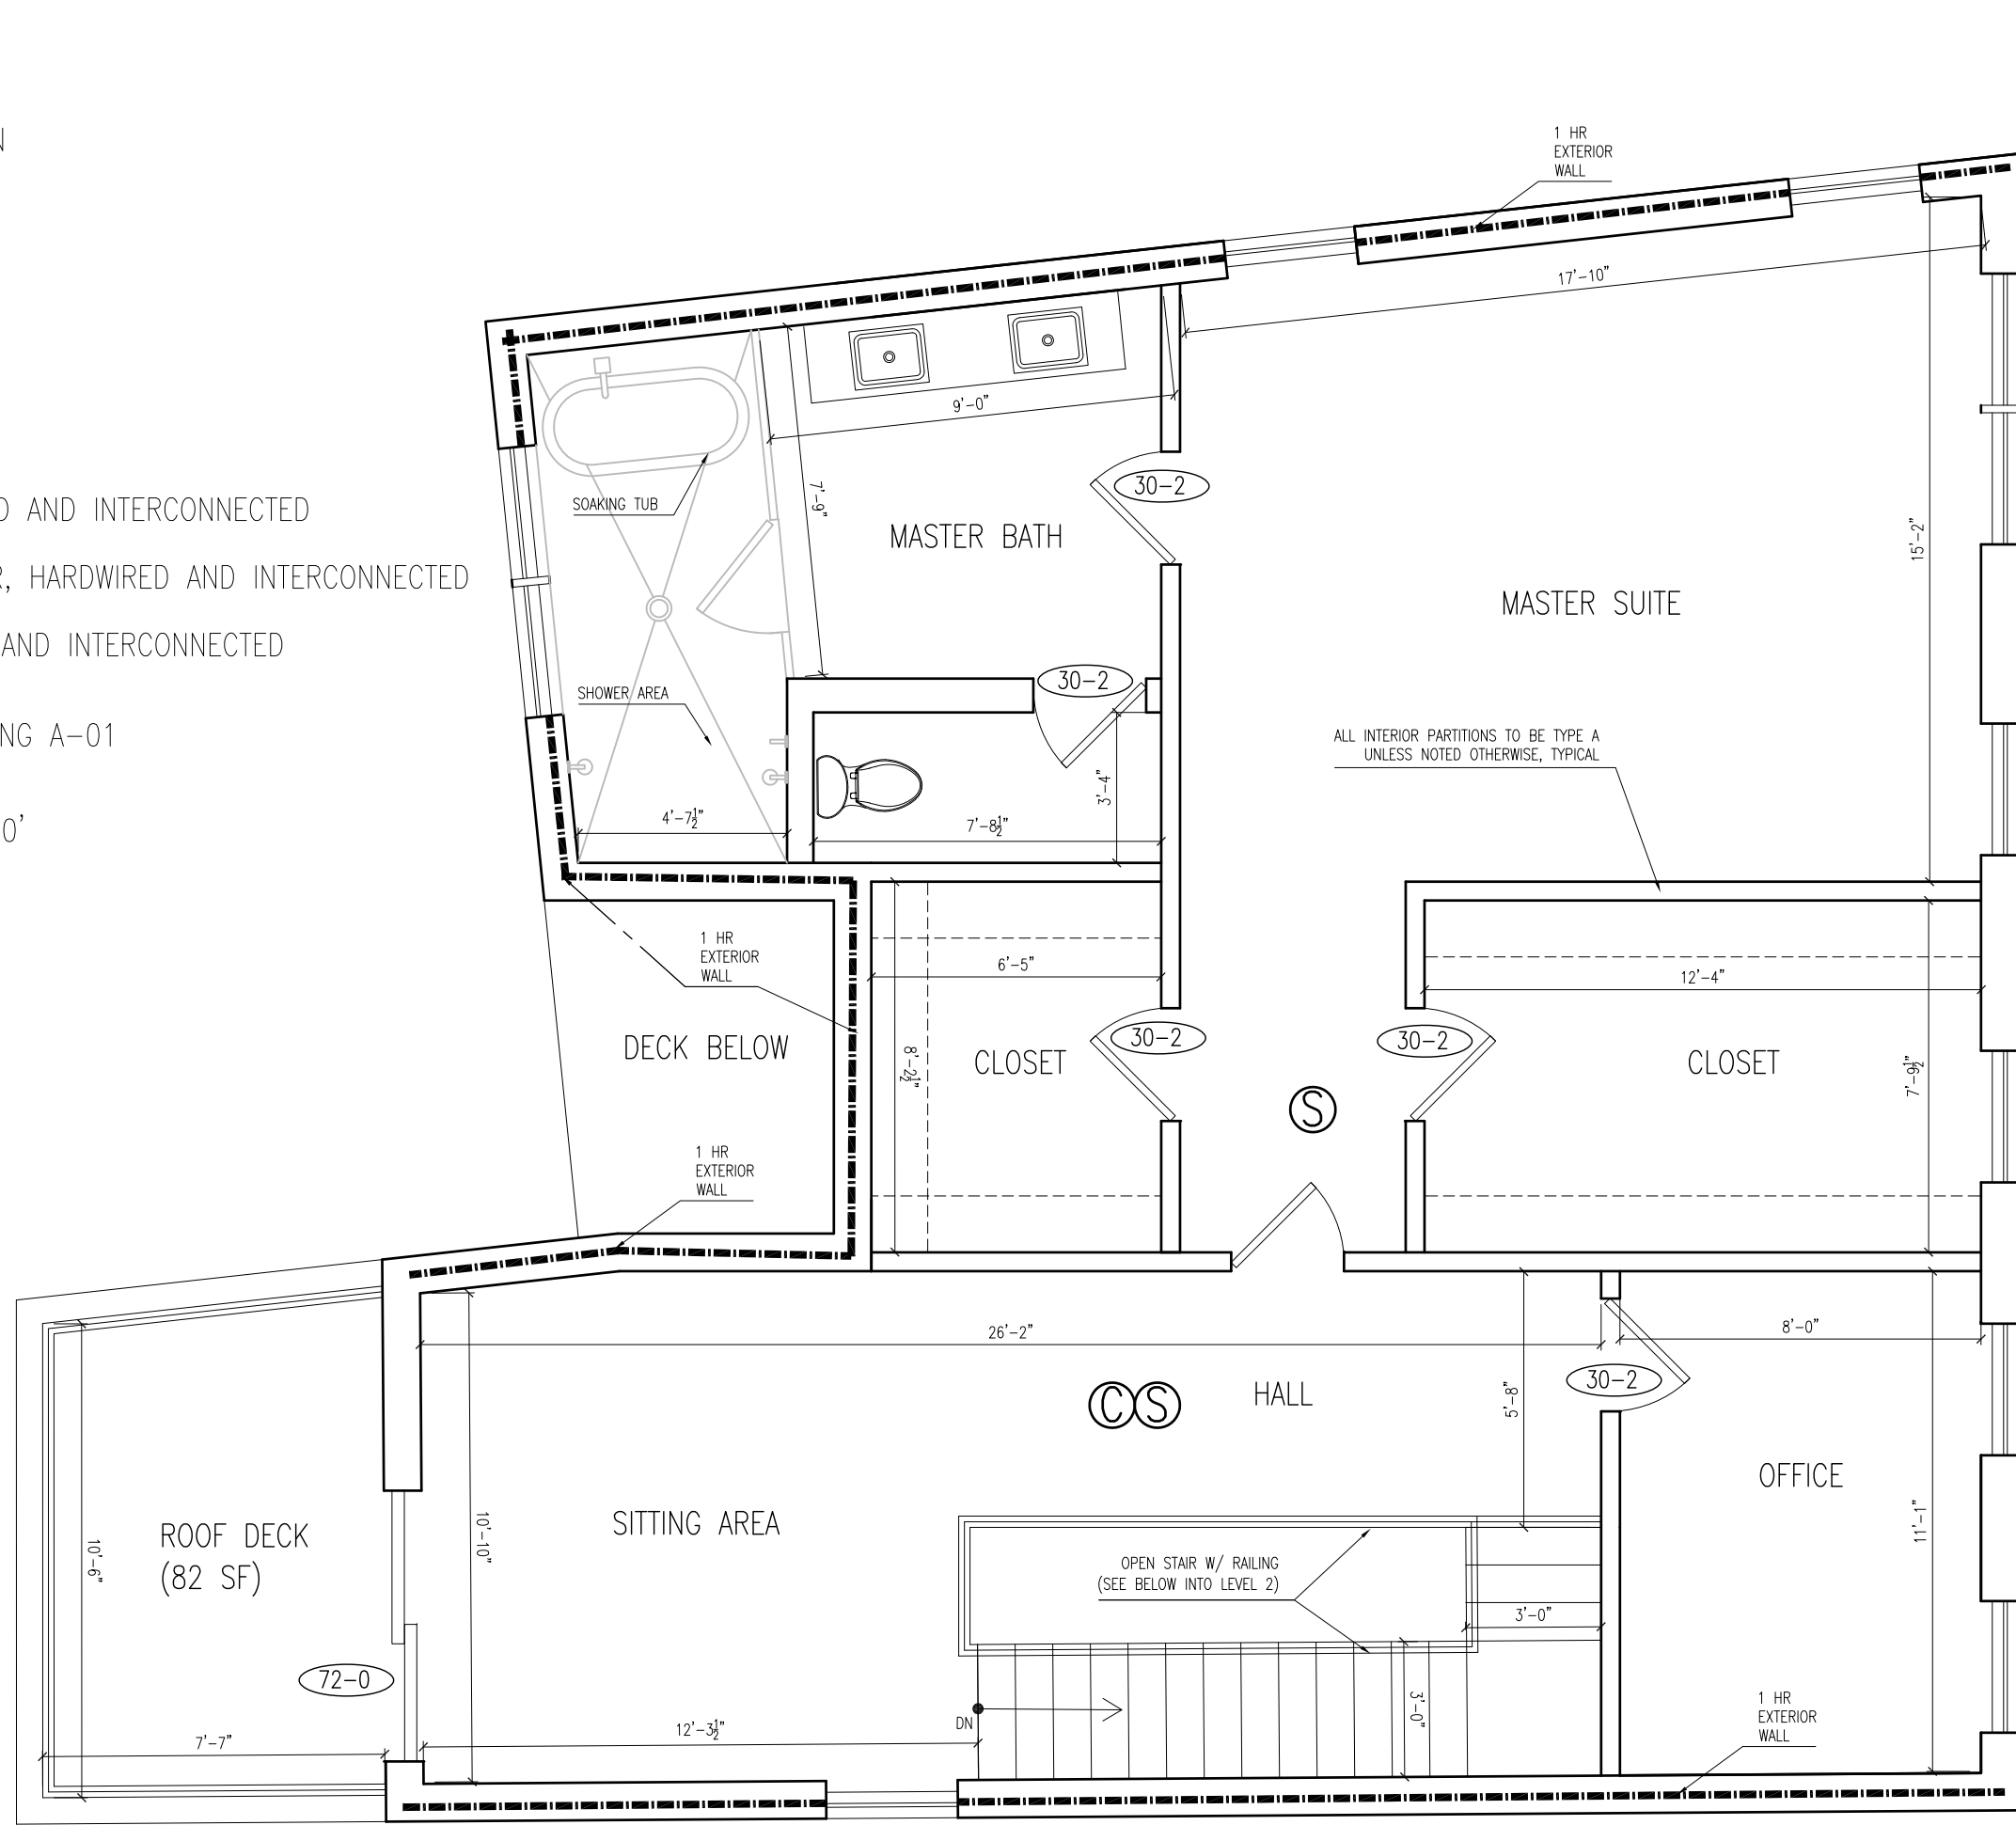 N
1 HR
EXTERIOR
WALL
17'-10"
9'-0"
30-2
D AND INTERCONNECTED
SOAKING TUB
7'-9"
MASTER BATH
15'-2"
R, HARDWIRED AND INTERCONNECTED
MASTER SUITE
AND INTERCONNECTED
30-2
SHOWER AREA
NG A-01
ALL INTERIOR PARTITIONS TO BE TYPE A
UNLESS NOTED OTHERWISE, TYPICAL
3'-4"
4'-7½"
7'-8½"
0'
1 HR
EXTERIOR
WALL
6'-5"
12'-4"
DECK BELOW
8'-2½"
CLOSET
30-2
30-2
CLOSET
7'-9½"
S
1 HR
EXTERIOR
WALL
26'-2"
8'-0"
30-2
C S
HALL
5'-8"
OFFICE
SITTING AREA
10'-10"
11'-1"
ROOF DECK
(82 SF)
10'-6"
OPEN STAIR W/ RAILING
(SEE BELOW INTO LEVEL 2)
3'-0"
72-0
3'-0"
DN
12'-3½"
7'-7"
1 HR
EXTERIOR
WALL